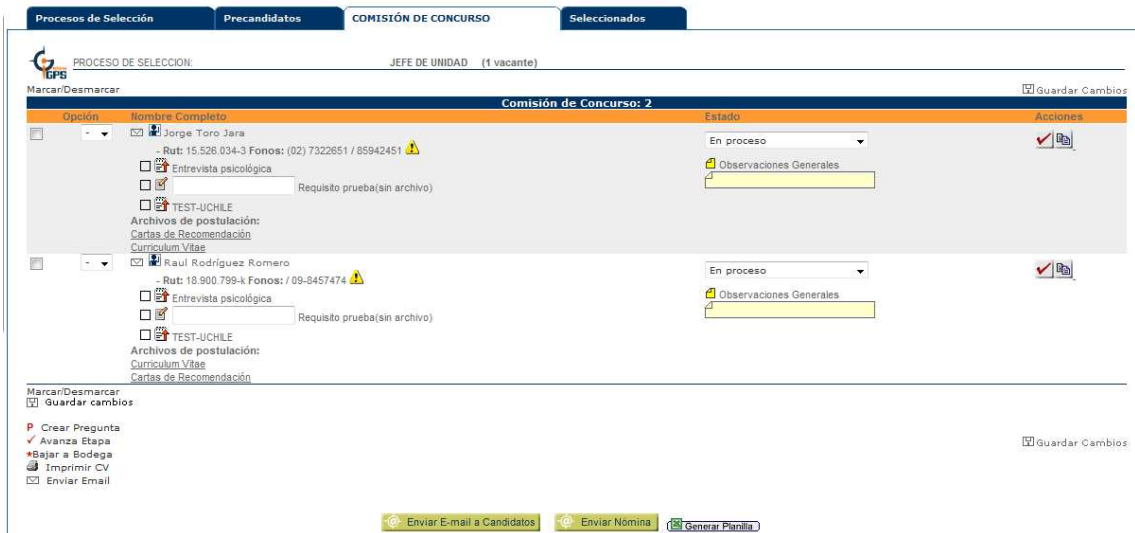 Procesos de Selección Precandidatos COMISIÓN DE CONCURSO Seleccionados
GPS PROCESO DE SELECCION: JEFE DE UNIDAD (1 vacante)
Marcar/Desmarcar Guardar Cambios
Comisión de Concurso: 2
Opción Nombre Completo Estado Acciones
- Jorge Toro Jara En proceso
- Rut: 15.526.034-3 Fonos: (02) 7322651 / 85942451
Entrevista psicológica Observaciones Generales
Requisito prueba(sin archivo)
TEST-UCHILE
Archivos de postulación:
Cartas de Recomendación
Curriculum Vitae
- Raul Rodríguez Romero En proceso
- Rut: 18.900.799-k Fonos: / 09-8457474
Entrevista psicológica Observaciones Generales
Requisito prueba(sin archivo)
TEST-UCHILE
Archivos de postulación:
Curriculum Vitae
Cartas de Recomendación
Marcar/Desmarcar
Guardar cambios
P Crear Pregunta
Avanza Etapa Guardar Cambios
*Bajar a Bodega
Imprimir CV
Enviar Email
@ Enviar E-mail a Candidatos @ Enviar Nómina Generar Planilla